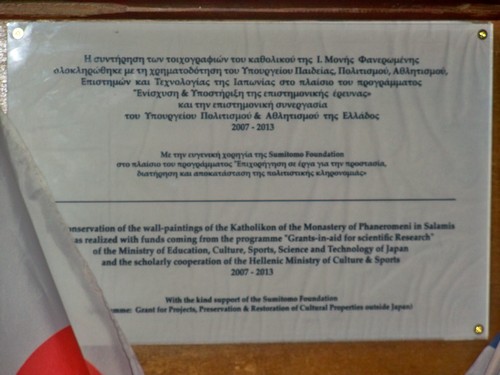 Η συντήρηση των τοιχογραφιών του καθολικού της Ι. Μονής Φανερωμένης
ολοκληρώθηκε με τη χρηματοδότηση του Υπουργείου Παιδείας, Πολιτισμού, Αθλητισμού,
Επιστημών και Τεχνολογίας της Ιαπωνίας στο πλαίσιο του προγράμματος
"Ενίσχυση & Υποστήριξη της επιστημονικής έρευνας»
και την επιστημονική συνεργασία
του Υπουργείου Πολιτισμού & Αθλητισμού της Ελλάδος
2007 - 2013
Με την ευγενική χορηγία της Sumitomo Foundation
στο πλαίσιο του προγράμματος "Επιχορήγηση σε έργα για την προστασία,
διατήρηση και αποκατάσταση της πολιτιστικής κληρονομιάς»
onservation of the wall-paintings of the Katholikon of the Monastery of Phaneromeni in Salamis
as realized with funds coming from the programme "Grants-in-aid for scientific Research"
of the Ministry of Education, Culture, Sports, Science and Technology of Japan
and the scholarly cooperation of the Hellenic Ministry of Culture & Sports
2007 - 2013
With the kind support of the Sumitomo Foundation
amme: Grant for Projects, Preservation & Restoration of Cultural Properties outside Japan)